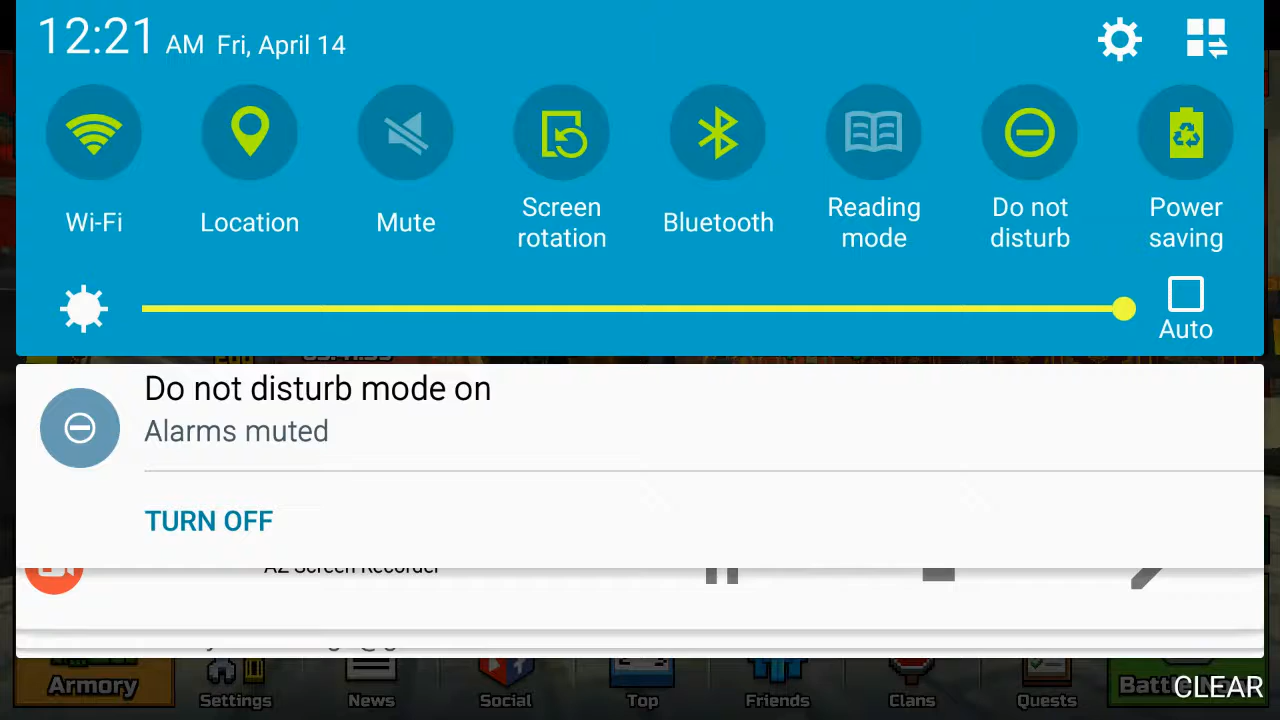 12:21 AM Fri, April 14
Wi-Fi
Location
Mute
Screen
rotation
Bluetooth
Reading
mode
Do not
disturb
Power
saving
Auto
Do not disturb mode on
Alarms muted
TURN OFF
AZ Screen Recorder
Armory
Settings
News
Social
Top
Friends
Clans
Quests
CLEAR